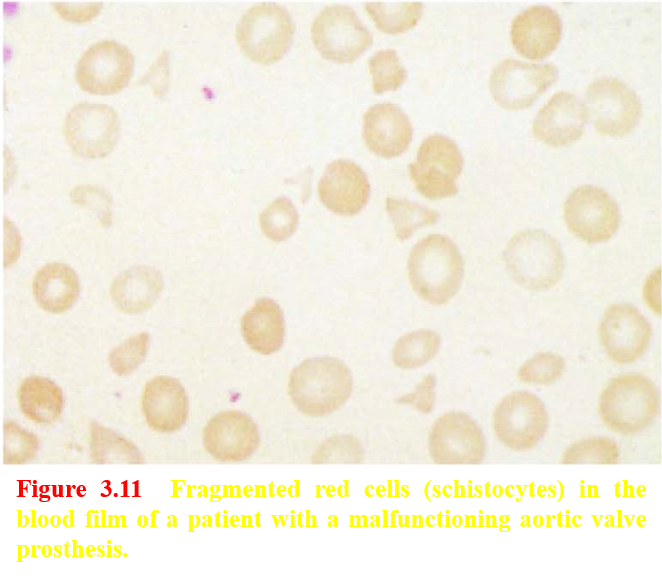 Figure 3.11 Fragmented red cells (schistocytes) in the
blood film of a patient with a malfunctioning aortic valve
prosthesis.